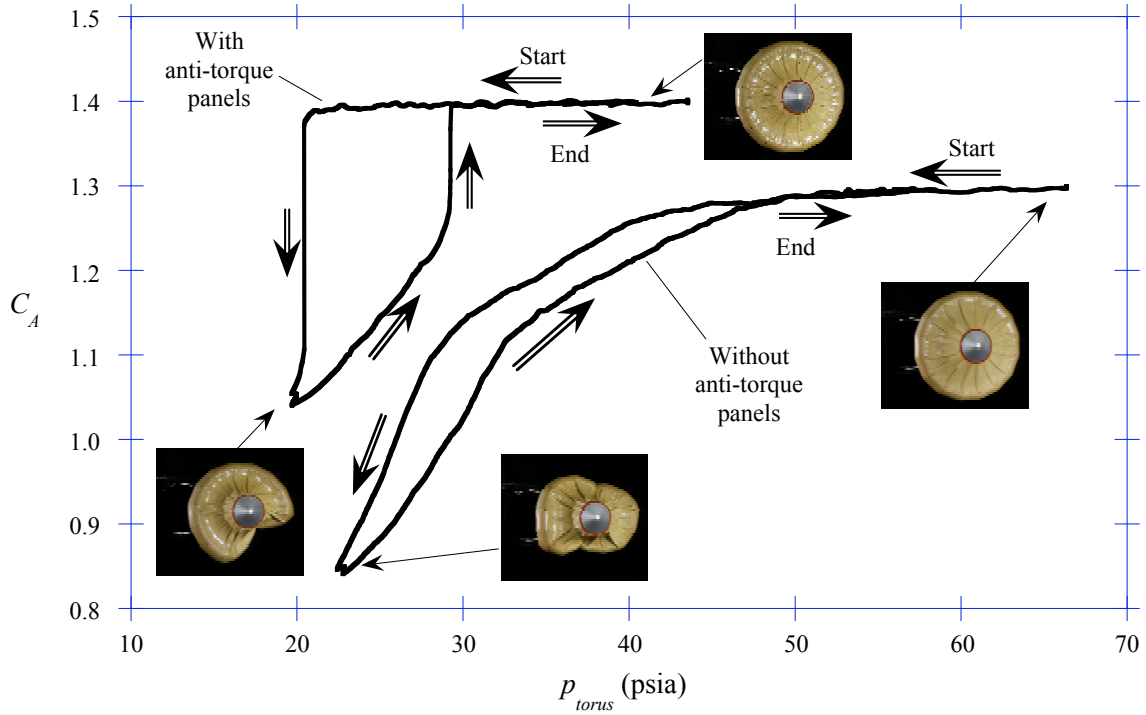 1.5
1.4
1.3
1.2
1.1
1.0
0.9
0.8
C_A
With
anti-torque
panels
Start
End
Start
End
Without
anti-torque
panels
10
20
30
40
50
60
70
p_torus (psia)